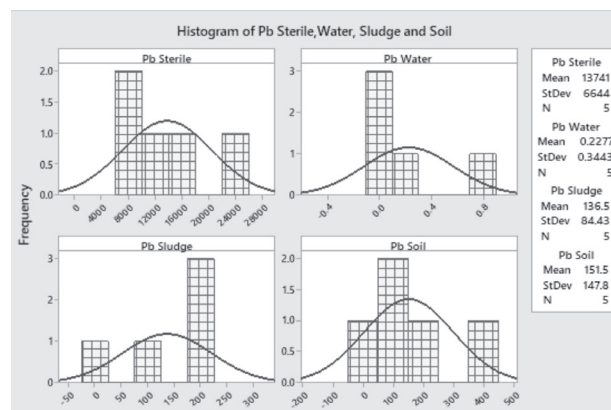 Histogram of Pb Sterile,Water, Sludge and Soil
Pb Sterile
Pb Water
2.0
1.5
1.0
0.5
0.0
0
4000
8000
12000
16000
20000
24000
28000
3
1
0
-0.4
0.0
0.4
0.8
Frequency
Pb Sludge
Pb Soil
3
2
1
0
-50
0
50
100
150
200
250
300
2.0
1.5
1.0
0.5
0.0
-200
-100
0
100
200
300
400
500
Pb Sterile
Mean 13741
StDev 6644
N 5
Pb Water
Mean 0.2277
StDev 0.3443
N 5
Pb Sludge
Mean 136.5
StDev 84.43
N 5
Pb Soil
Mean 151.5
StDev 147.8
N 5